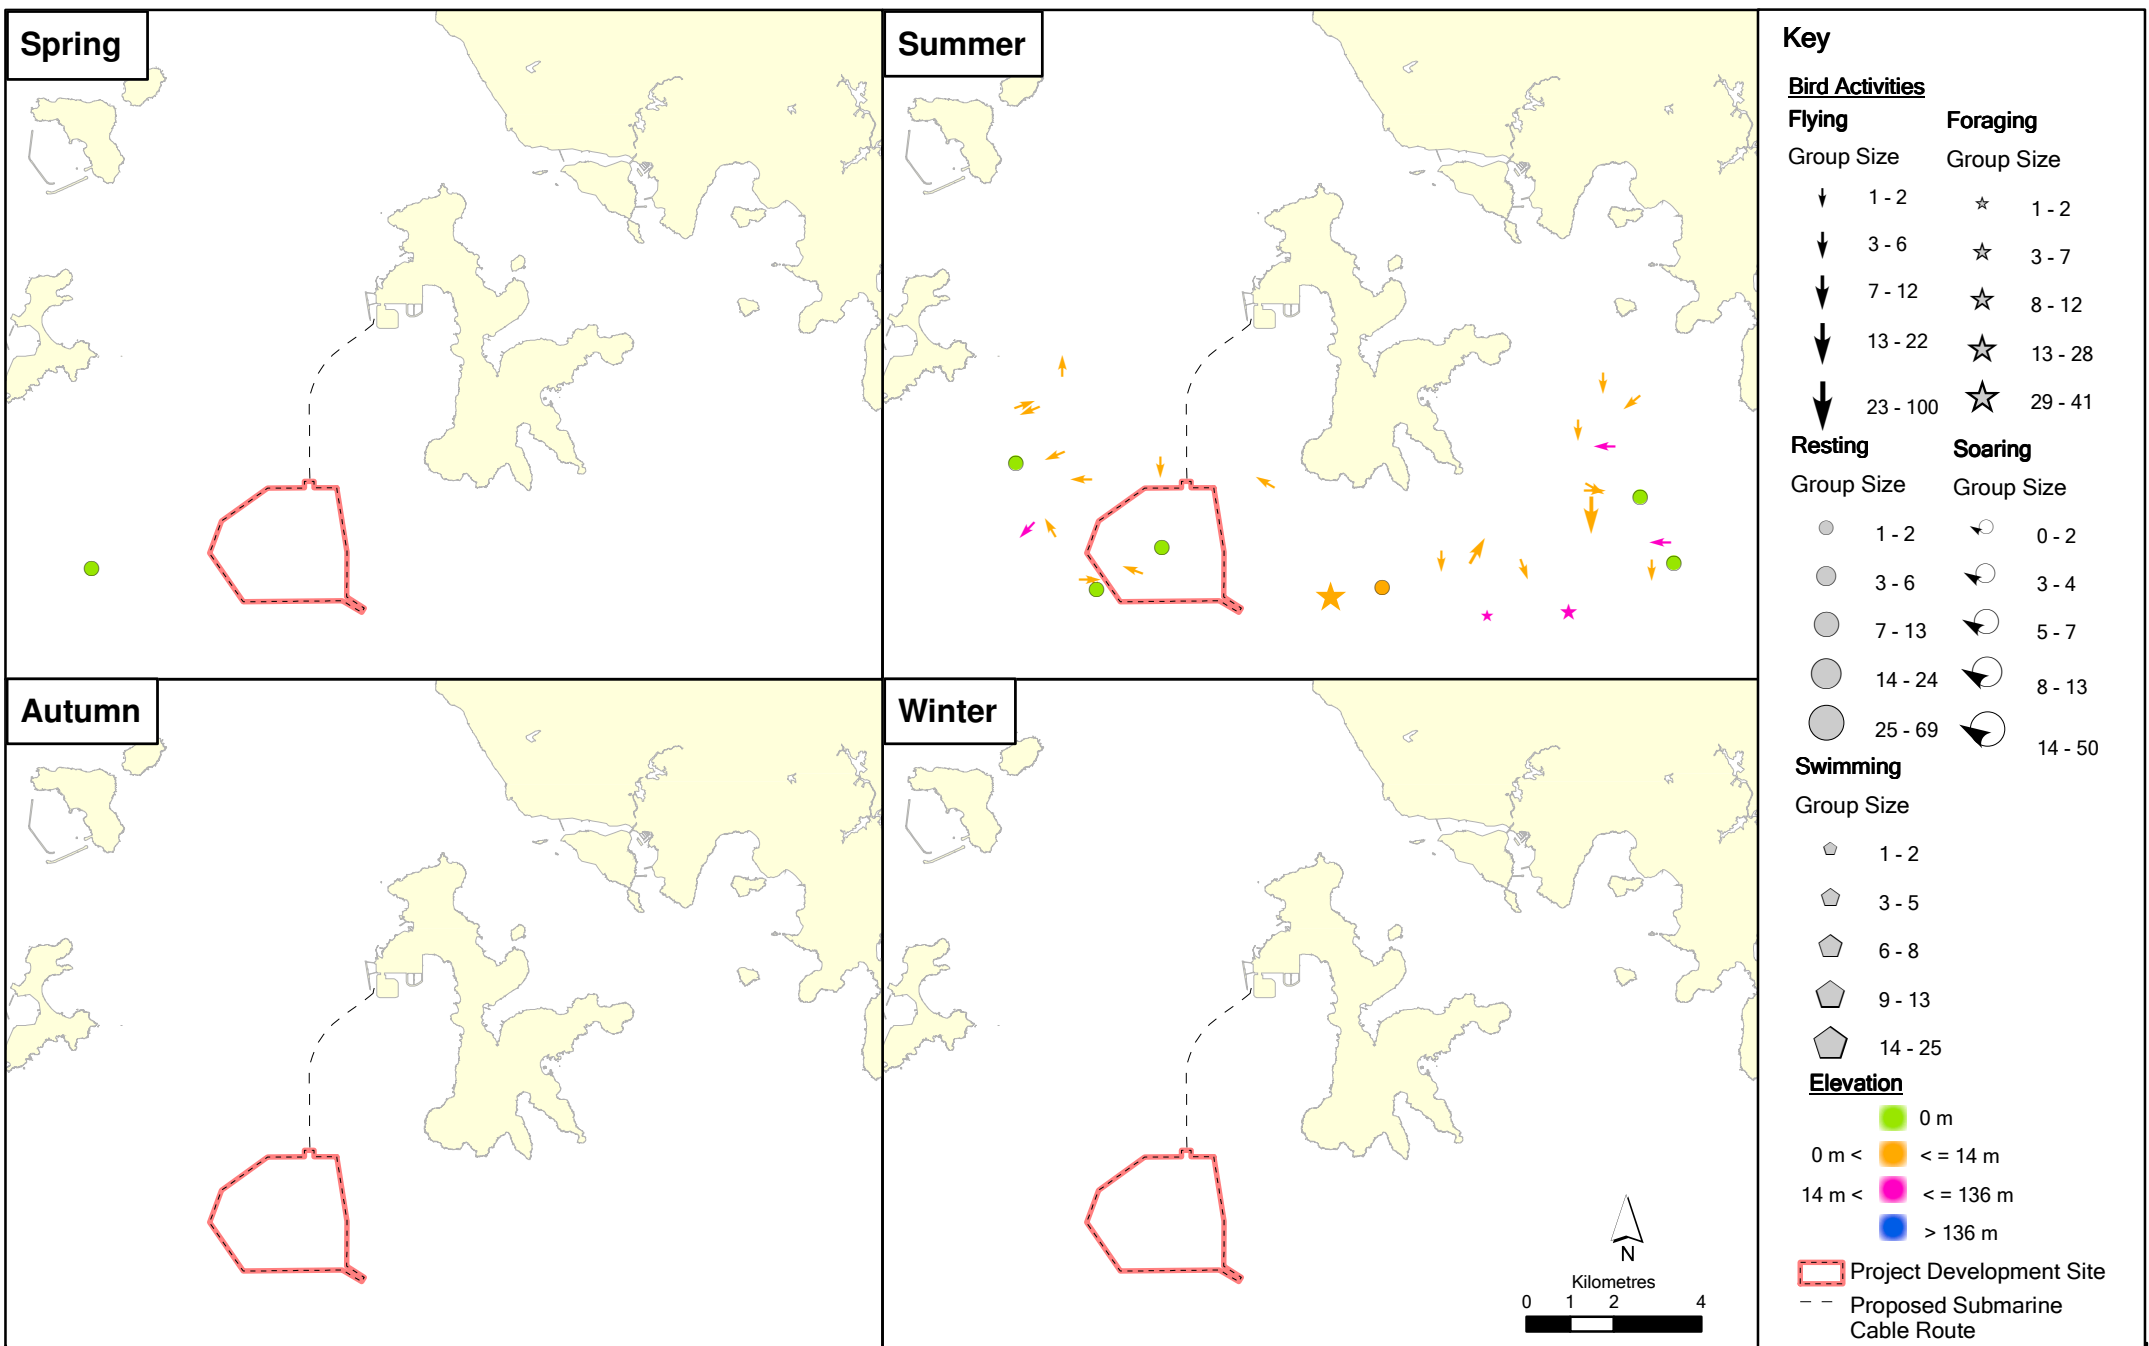 Spring
Summer
Autumn
Winter
N
Kilometres
0 1 2 4
Key
Bird Activities
Flying
Group Size
1 - 2
3 - 6
7 - 12
13 - 22
23 - 100
Foraging
Group Size
1 - 2
3 - 7
8 - 12
13 - 28
29 - 41
Resting
Group Size
1 - 2
3 - 6
7 - 13
14 - 24
25 - 69
Soaring
Group Size
0 - 2
3 - 4
5 - 7
8 - 13
14 - 50
Swimming
Group Size
1 - 2
3 - 5
6 - 8
9 - 13
14 - 25
Elevation
0 m
0 m < < = 14 m
14 m < < = 136 m
> 136 m
Project Development Site
Proposed Submarine
Cable Route